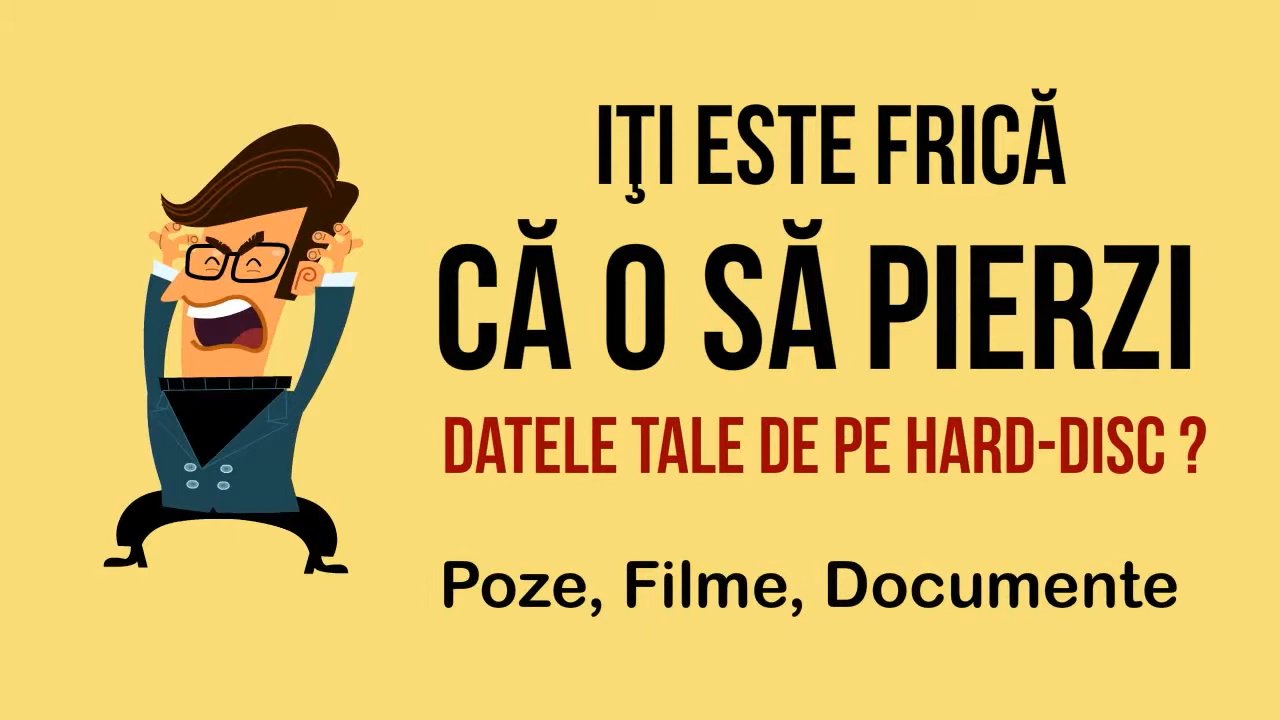 IŢI ESTE FRICĂ
CĂ O SĂ PIERZI
DATELE TALE DE PE HARD-DISC ?
Poze, Filme, Documente